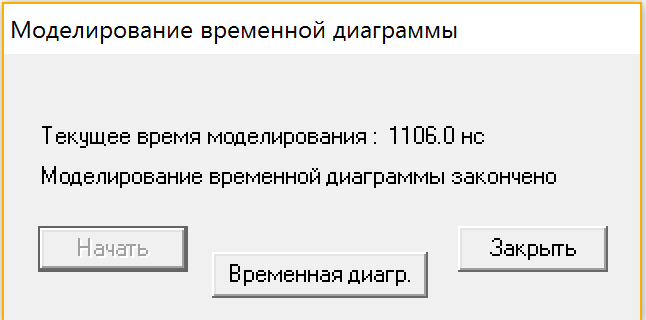 Моделирование временной диаграммы
Текущее время моделирования : 1106.0 нс
Моделирование временной диаграммы закончено
Начать
Временная диагр.
Закрыть